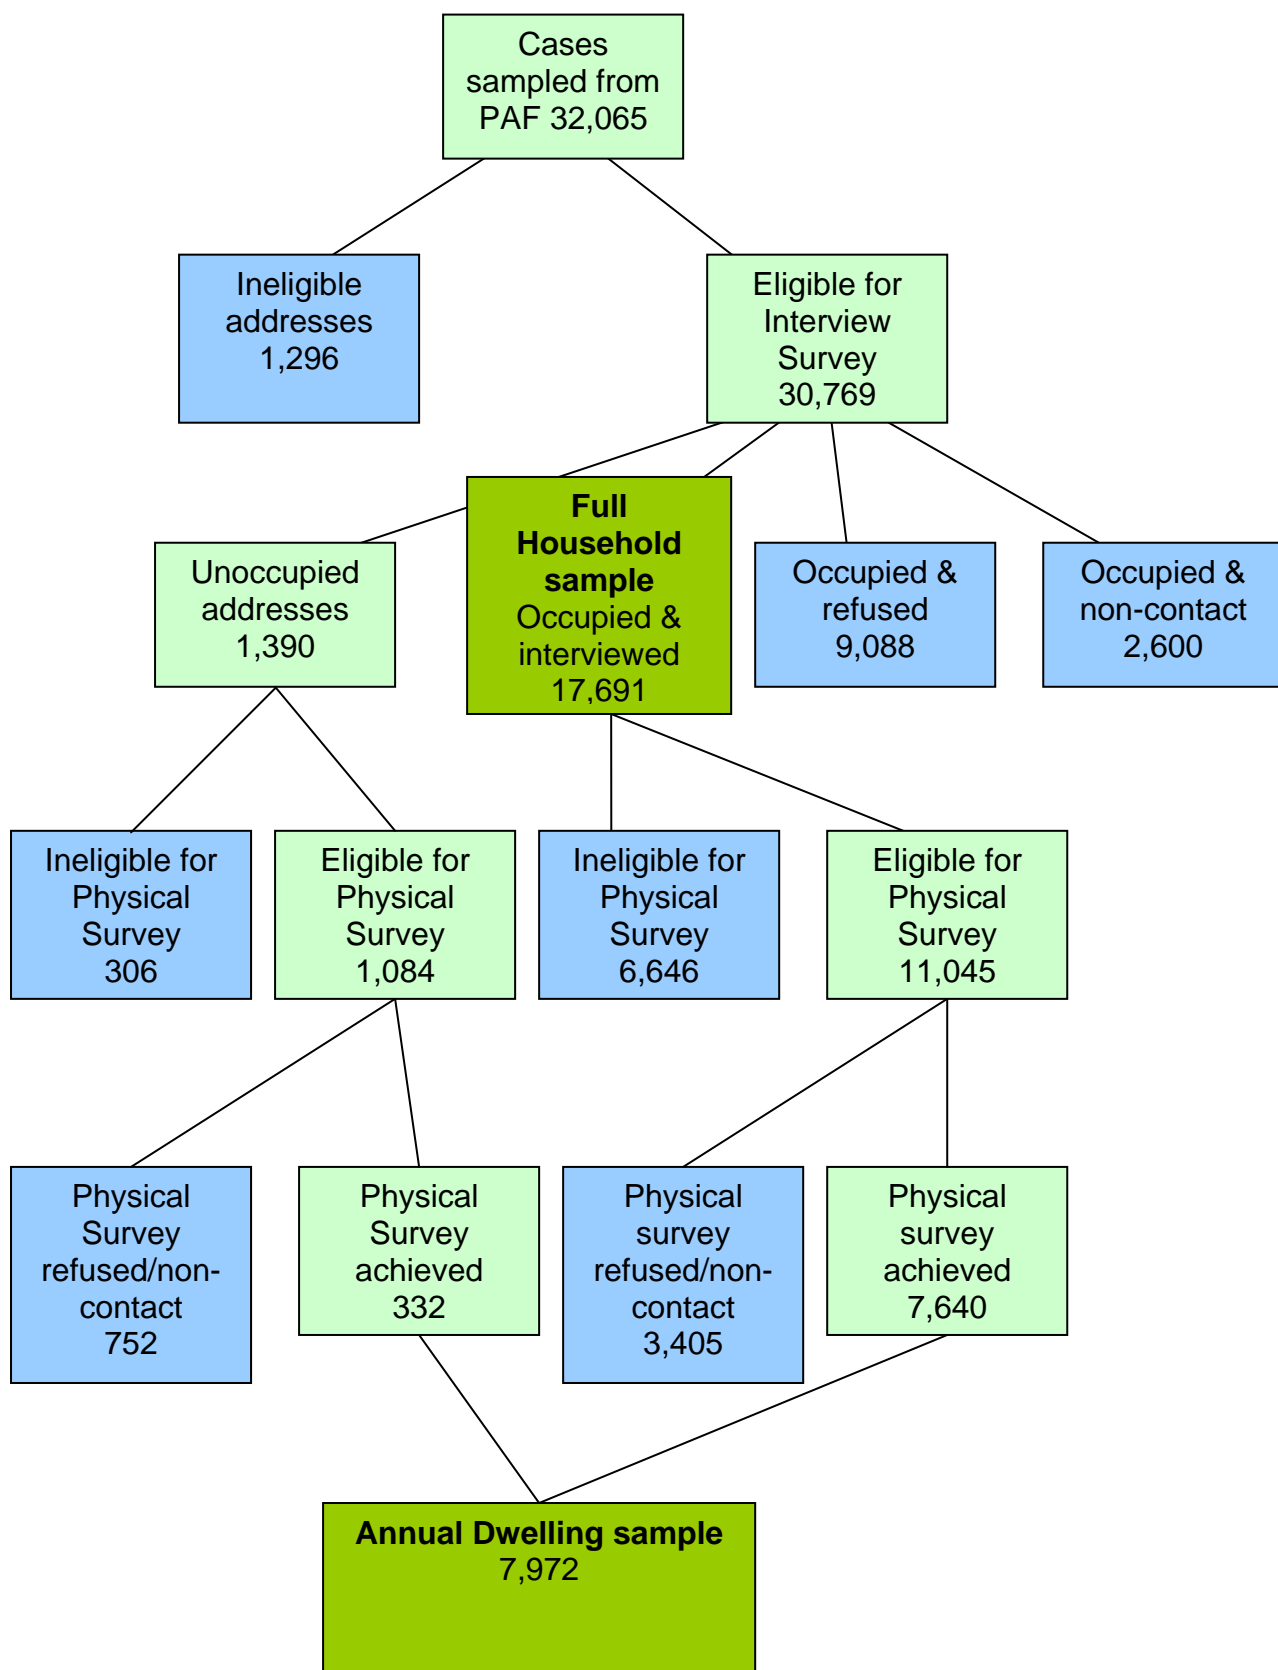 Cases
sampled from
PAF 32,065
Ineligible
addresses
1,296
Eligible for
Interview
Survey
30,769
Unoccupied
addresses
1,390
Full
Household
sample
Occupied &
interviewed
17,691
Occupied &
refused
9,088
Occupied &
non-contact
2,600
Ineligible for
Physical
Survey
306
Eligible for
Physical
Survey
1,084
Ineligible for
Physical
Survey
6,646
Eligible for
Physical
Survey
11,045
Physical
Survey
refused/non-
contact
752
Physical
Survey
achieved
332
Physical
survey
refused/non-
contact
3,405
Physical
survey
achieved
7,640
Annual Dwelling sample
7,972